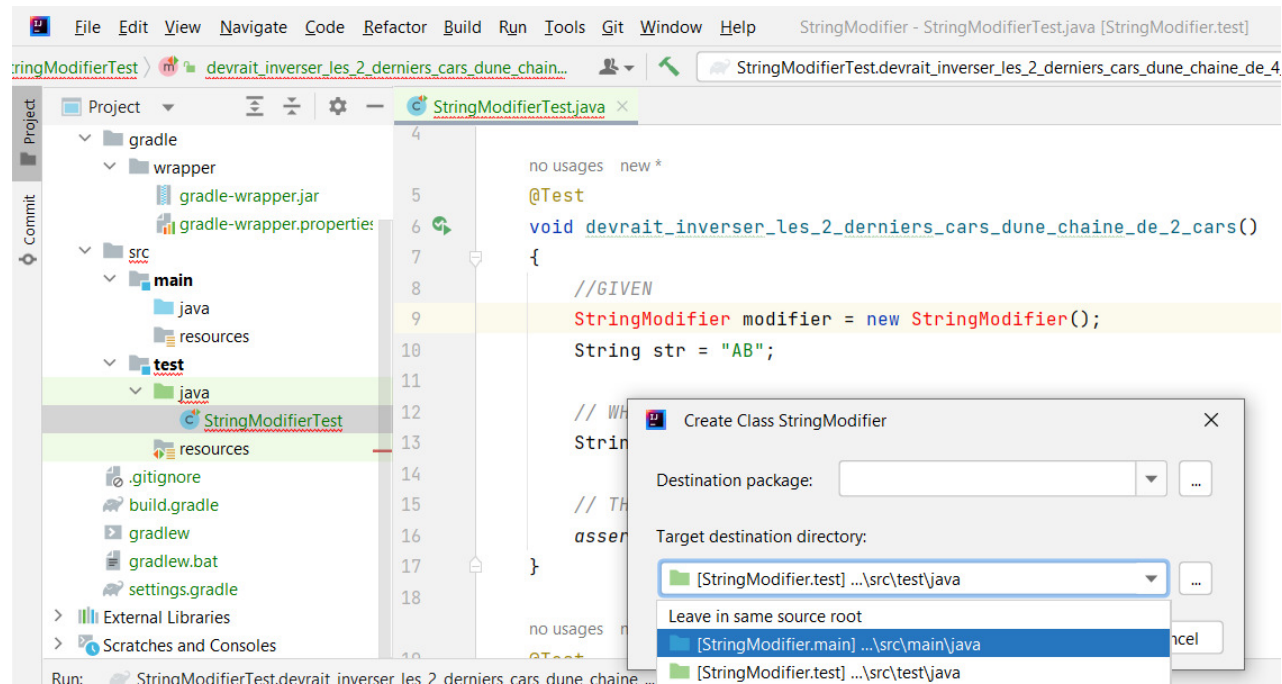 File Edit View Navigate Code Refactor Build Run Tools Git Window Help StringModifier - StringModifierTest.java [StringModifier.test]
StringModifierTest devrait_inverser_les_2_derniers_cars_dune_chain... StringModifierTest.devrait_inverser_les_2_derniers_cars_dune_chaine_de_4_
Project
Commit
Project
gradle
wrapper
gradle-wrapper.jar
gradle-wrapper.properties
src
main
java
resources
test
java
StringModifierTest
resources
.gitignore
build.gradle
gradlew
gradlew.bat
settings.gradle
External Libraries
Scratches and Consoles
StringModifierTest.java
4
no usages new *
5 @Test
6 void devrait_inverser_les_2_derniers_cars_dune_chaine_de_2_cars()
7 {
8 //GIVEN
9 StringModifier modifier = new StringModifier();
10 String str = "AB";
11
12 // WH
13 Strin
14
15 // TH
16 asser
17 }
18
no usages n
@Test
Create Class StringModifier
Destination package:
...
Target destination directory:
[StringModifier.test] ...\src\test\java
...
Leave in same source root
[StringModifier.main] ...\src\main\java
ncel
[StringModifier.test] ...\src\test\java
Run: StringModifierTest.devrait_inverser_les_2_derniers_cars_dune_chaine_...